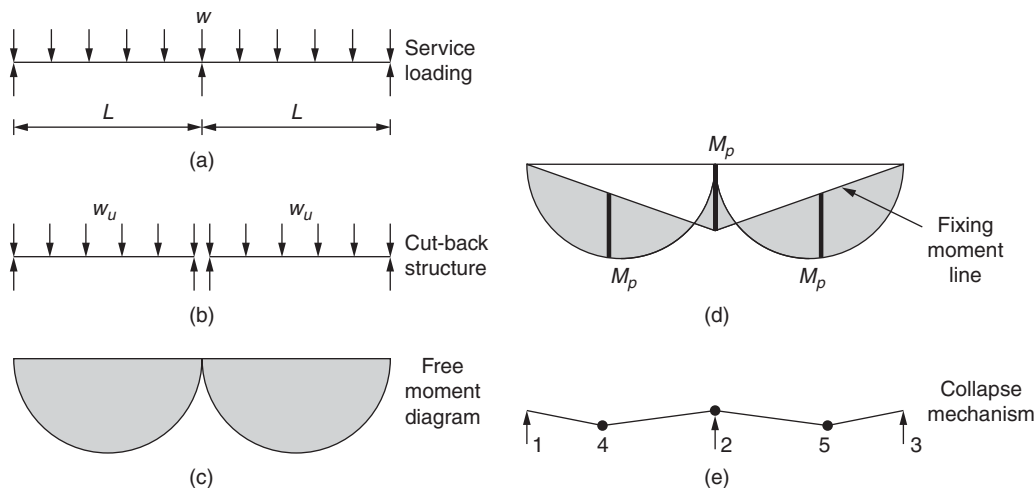 w
Service
loading
L
L
(a)
w_u
w_u
Cut-back
structure
(b)
Free
moment
diagram
(c)
M_p
Fixing
moment
line
M_p
M_p
(d)
Collapse
mechanism
1
4
2
5
3
(e)